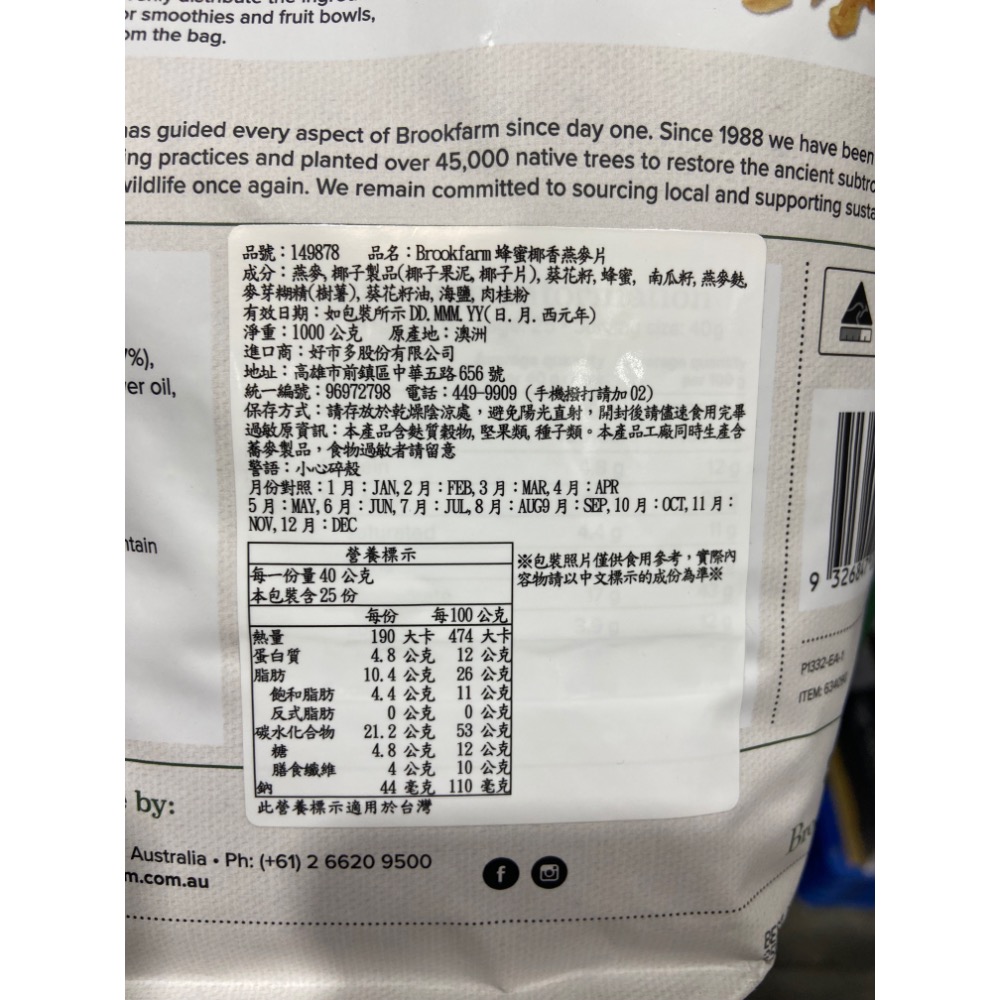 or smoothies and fruit bowls,
om the bag.
has guided every aspect of Brookfarm since day one. Since 1988 we have been
ing practices and planted over 45,000 native trees to restore the ancient subtro
wildlife once again. We remain committed to sourcing local and supporting susta
品號：149878 品名：Brookfarm 蜂蜜椰香燕麥片
成分：燕麥, 椰子製品(椰子果泥, 椰子片), 葵花籽, 蜂蜜, 南瓜籽, 燕麥麩,
麥芽糊精(樹薯), 葵花籽油, 海鹽, 肉桂粉
有效日期：如包裝所示 DD. MMM. YY(日. 月. 西元年)
淨重：1000 公克 原產地：澳洲
進口商：好市多股份有限公司
地址：高雄市前鎮區中華五路 656 號
統一編號：96972798 電話：449-9909 (手機撥打請加 02)
保存方式：請存放於乾燥陰涼處，避免陽光直射，開封後請儘速食用完畢
過敏原資訊：本產品含麩質穀物, 堅果類, 種子類。本產品工廠同時生產含
蕎麥製品，食物過敏者請留意
警語：小心碎殼
月份對照：1 月：JAN, 2 月：FEB, 3 月：MAR, 4 月：APR
5 月：MAY, 6 月：JUN, 7 月：JUL, 8 月：AUG9 月：SEP, 10 月：OCT, 11 月：
NOV, 12 月：DEC
營養標示
每一份量 40 公克
本包裝含 25 份
每份 每 100 公克
熱量 190 大卡 474 大卡
蛋白質 4.8 公克 12 公克
脂肪 10.4 公克 26 公克
飽和脂肪 4.4 公克 11 公克
反式脂肪 0 公克 0 公克
碳水化合物 21.2 公克 53 公克
糖 4.8 公克 12 公克
膳食纖維 4 公克 10 公克
鈉 44 毫克 110 毫克
此營養標示適用於台灣
※包裝照片僅供食用參考，實際內
容物請以中文標示的成份為準※
%),
er oil,
ntain
by:
Australia • Ph: (+61) 2 6620 9500
m.com.au
P1332-EA-1
ITEM: